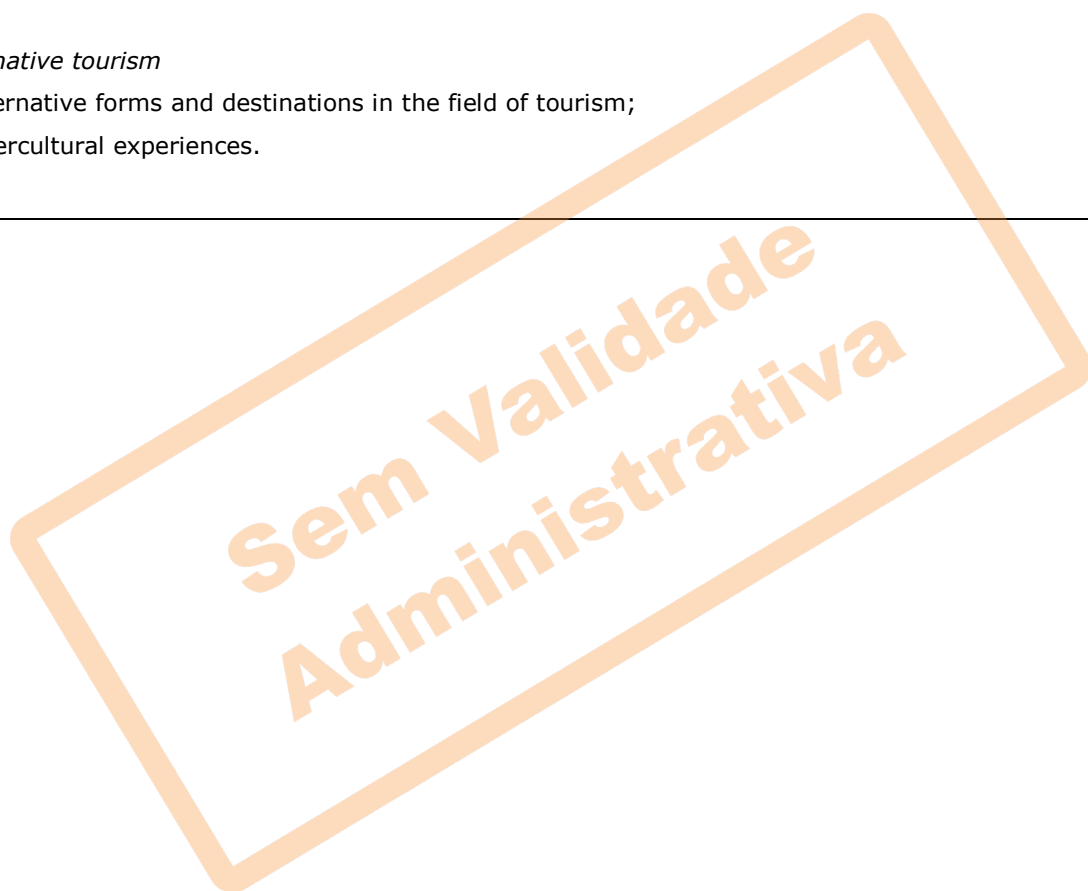 native tourism
ernative forms and destinations in the field of tourism;
ercultural experiences.
Sem Validade
Administrativa